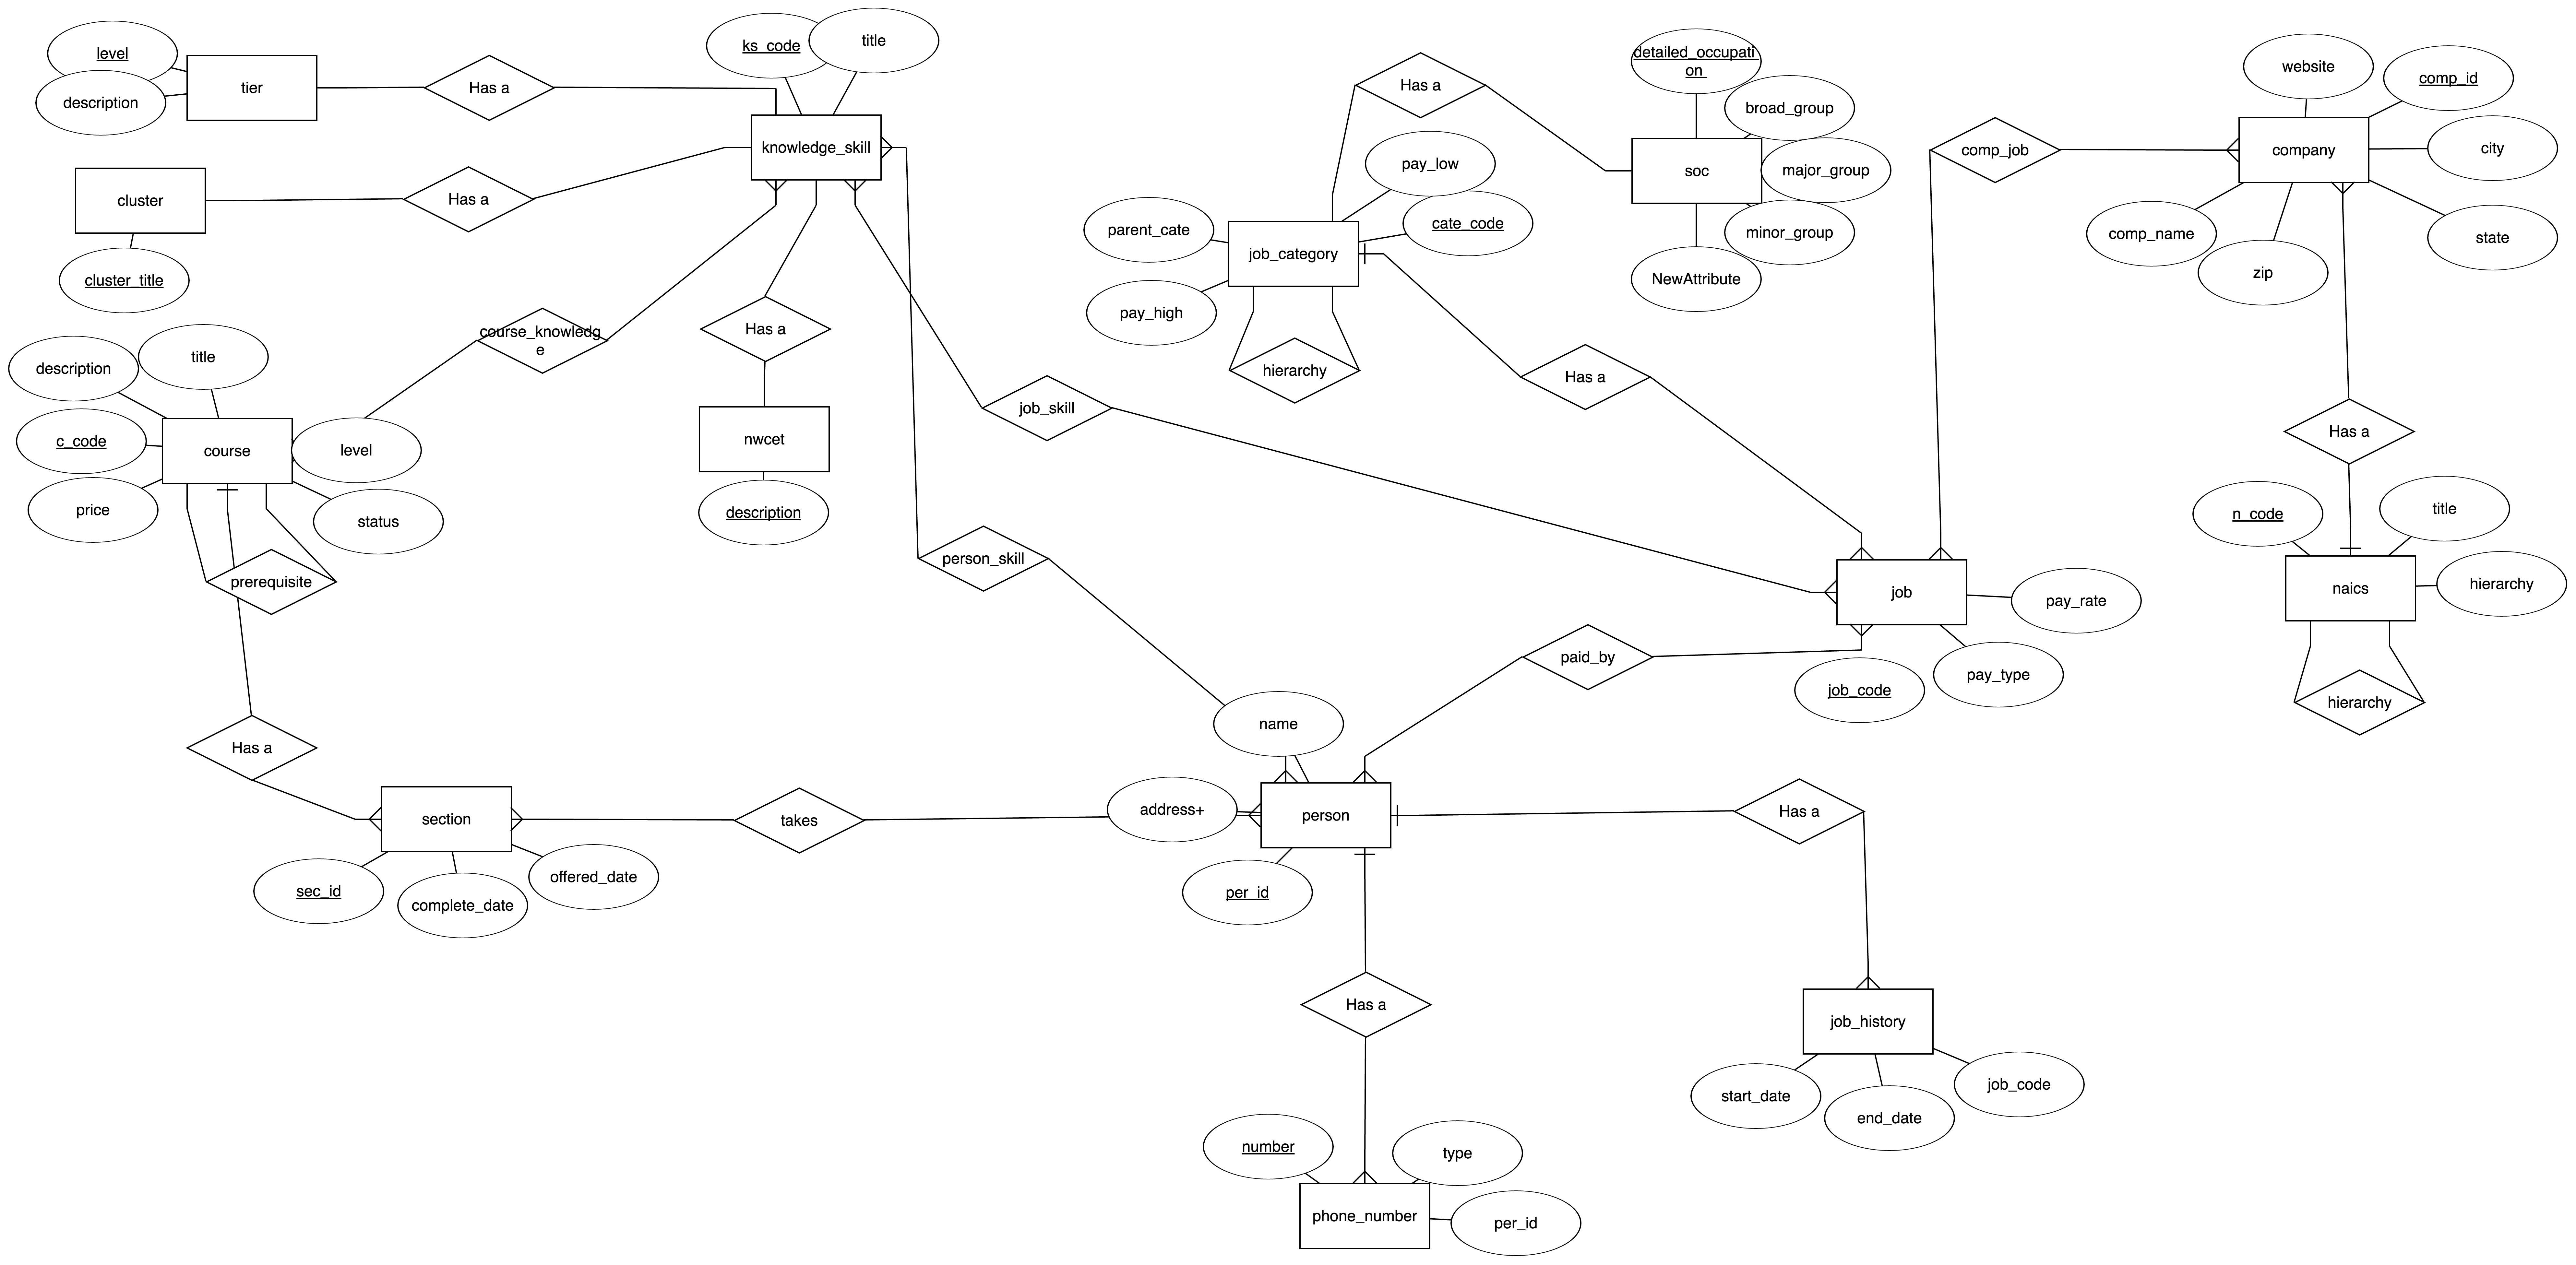 level
description
tier
Has a
ks_code
title
knowledge_skill
cluster
Has a
cluster_title
Has a
detailed_occupati
on
broad_group
soc
major_group
minor_group
NewAttribute
pay_low
cate_code
parent_cate
job_category
pay_high
hierarchy
website
comp_id
comp_job
company
city
comp_name
zip
state
course_knowledg
e
Has a
nwcet
description
description
title
c_code
course
level
price
status
prerequisite
job_skill
Has a
Has a
n_code
title
naics
hierarchy
hierarchy
person_skill
job
pay_rate
paid_by
job_code
pay_type
Has a
section
sec_id
complete_date
offered_date
takes
name
address+
person
per_id
Has a
Has a
job_history
start_date
end_date
job_code
number
type
phone_number
per_id